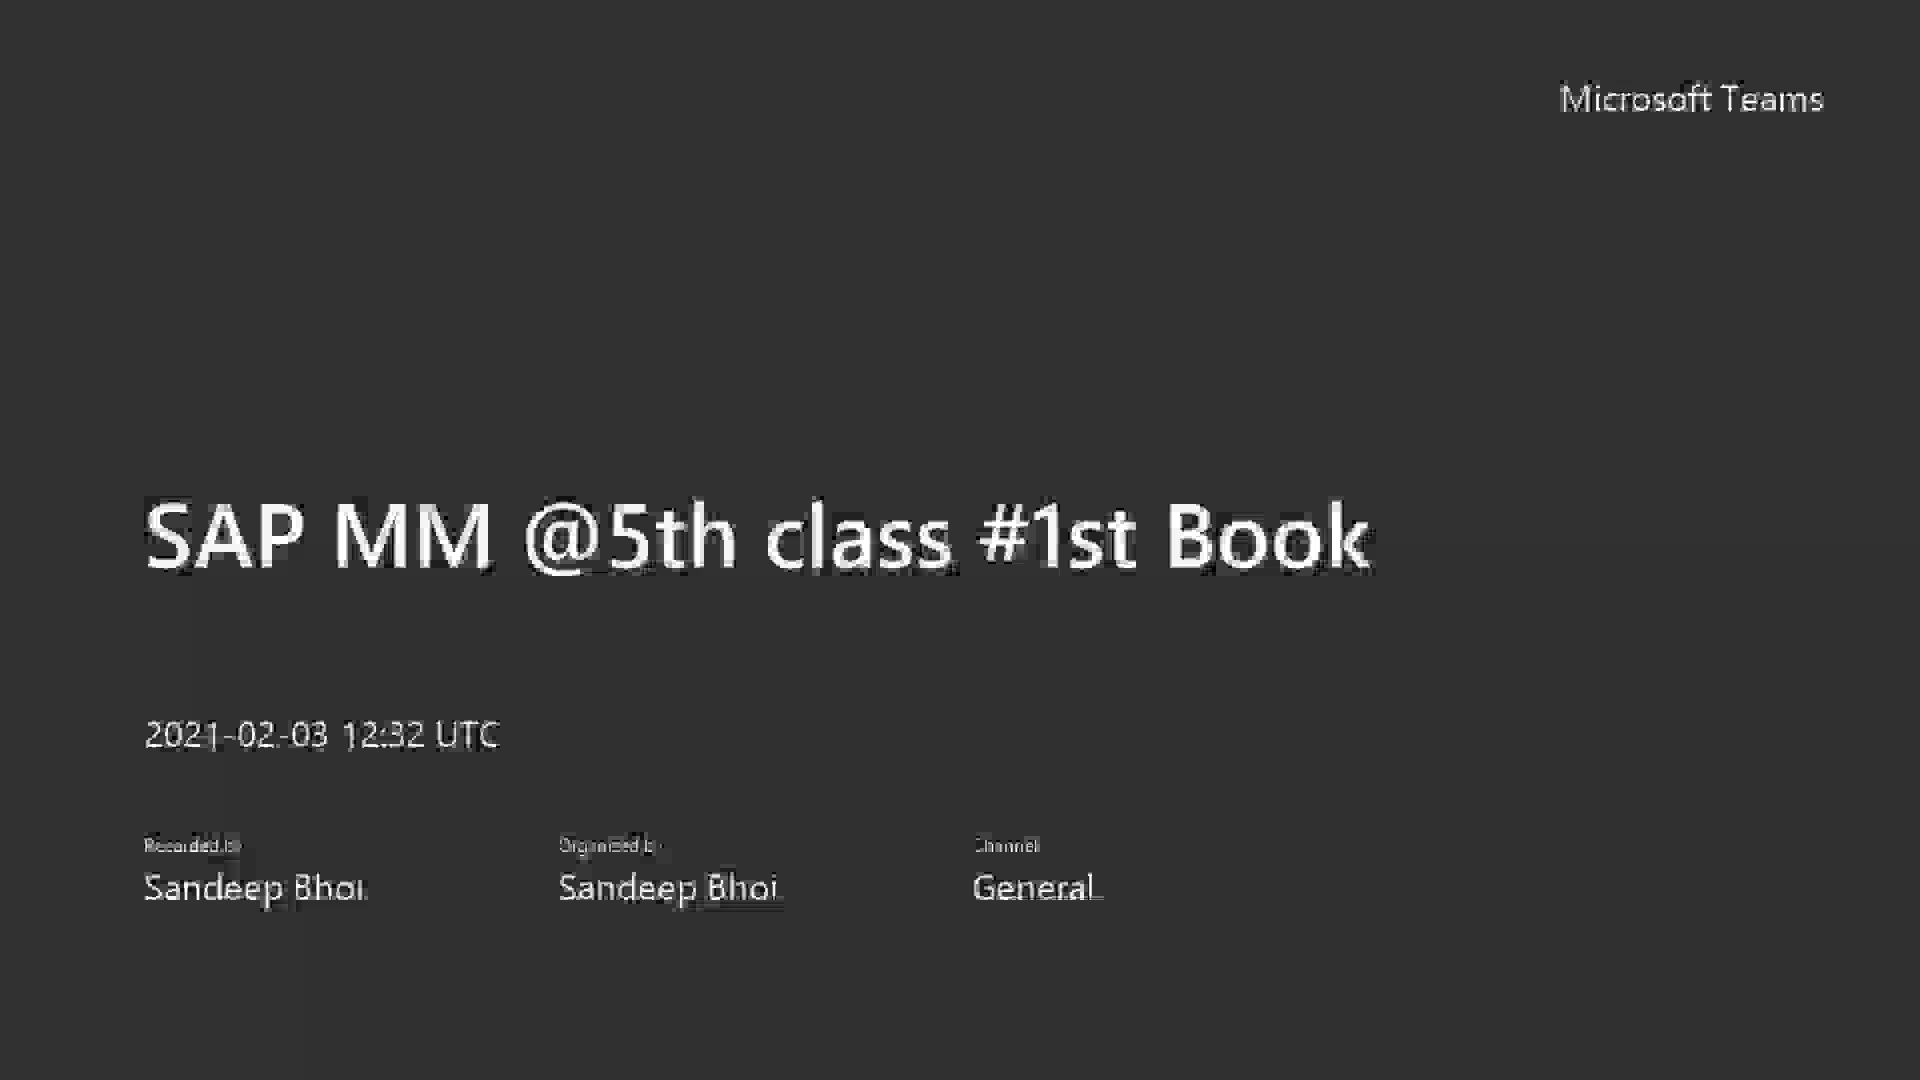 Microsoft Teams
SAP MM @5th class #1st Book
2021-02-03 12:32 UTC
Recorded by
Organized by
Channel
Sandeep Bhoi
Sandeep Bhoi
General